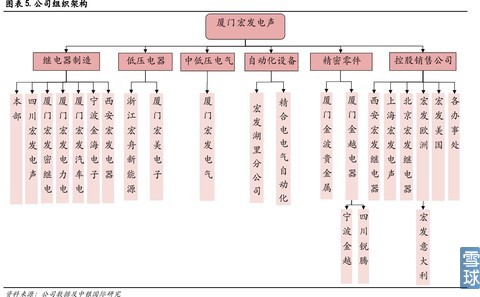 图表5.公司组织架构
厦门宏发电声
继电器制造
低压电器
中低压电气
自动化设备
精密零件
控股销售公司
本部
四川宏发电声
厦门宏发密继电
厦门宏发电力电
厦门宏发汽车电
宁波金海电子
西安宏发电器
浙江宏舟新能源
厦门宏美电子
厦门宏发电气
宏发湖里分公司
精合电电气自动化
厦门金波贵金属
厦门金越电器
西安宏发继电器
上海宏发电声
北京宏发继电器
宏发欧洲
宏发美国
各办事处
宁波金越
四川锐腾
宏发意大利
资料来源：公司数据及中银国际研究
雪球